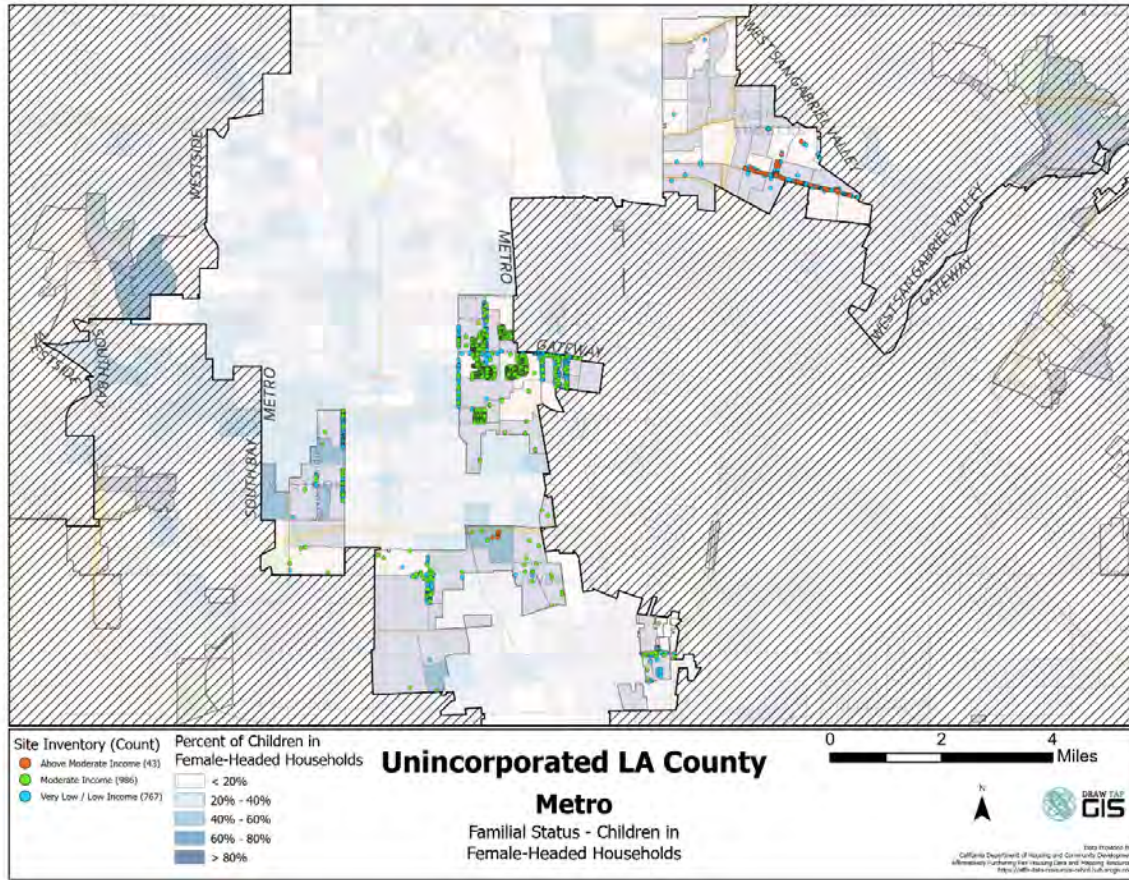 WESTSIDE
WEST SAN GABRIEL VALLEY
METRO
WEST SAN GABRIEL VALLEY
GATEWAY
GATEWAY
SOUTH BAY
METRO
SOUTH BAY
Site Inventory (Count)
Above Moderate Income (43)
Moderate Income (986)
Very Low / Low Income (767)
Percent of Children in
Female-Headed Households
< 20%
20% - 40%
40% - 60%
60% - 80%
> 80%
Unincorporated LA County
Metro
Familial Status - Children in
Female-Headed Households
0 2 4
Miles
N
DRAW TAP
GIS
California Department of Housing and Community Development